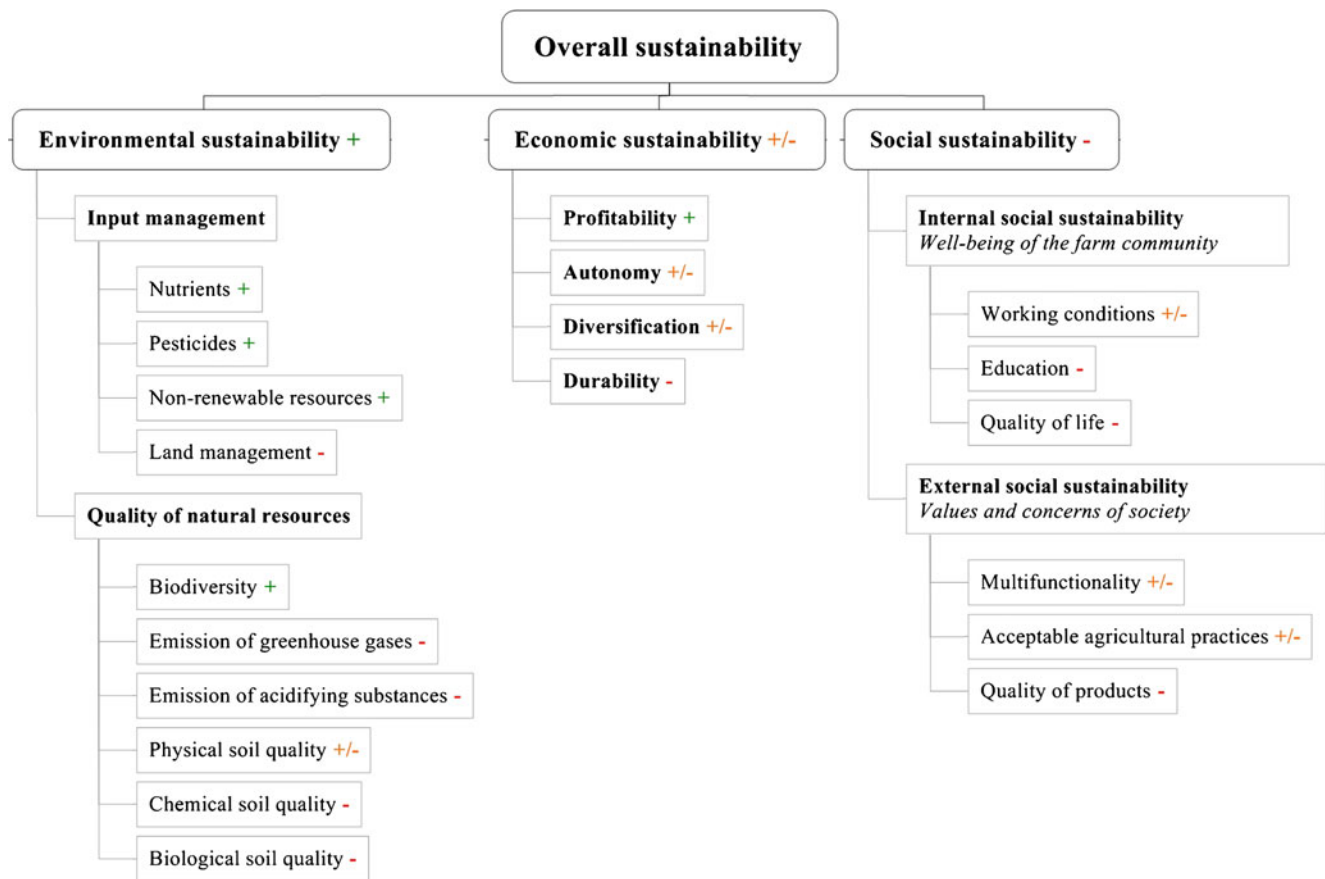 Overall sustainability
Environmental sustainability +
Input management
Nutrients +
Pesticides +
Non-renewable resources +
Land management -
Quality of natural resources
Biodiversity +
Emission of greenhouse gases -
Emission of acidifying substances -
Physical soil quality +/-
Chemical soil quality -
Biological soil quality -
Economic sustainability +/-
Profitability +
Autonomy +/-
Diversification +/-
Durability -
Social sustainability -
Internal social sustainability
Well-being of the farm community
Working conditions +/-
Education -
Quality of life -
External social sustainability
Values and concerns of society
Multifunctionality +/-
Acceptable agricultural practices +/-
Quality of products -